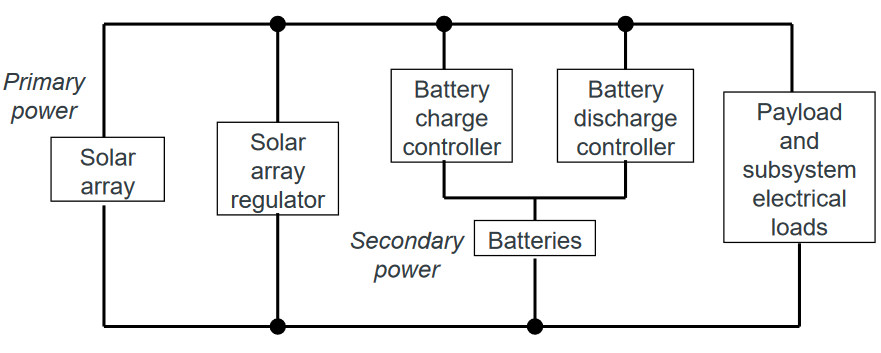 Primary
power
Solar
array
Solar
array
regulator
Battery
charge
controller
Battery
discharge
controller
Payload
and
subsystem
electrical
loads
Secondary
power
Batteries